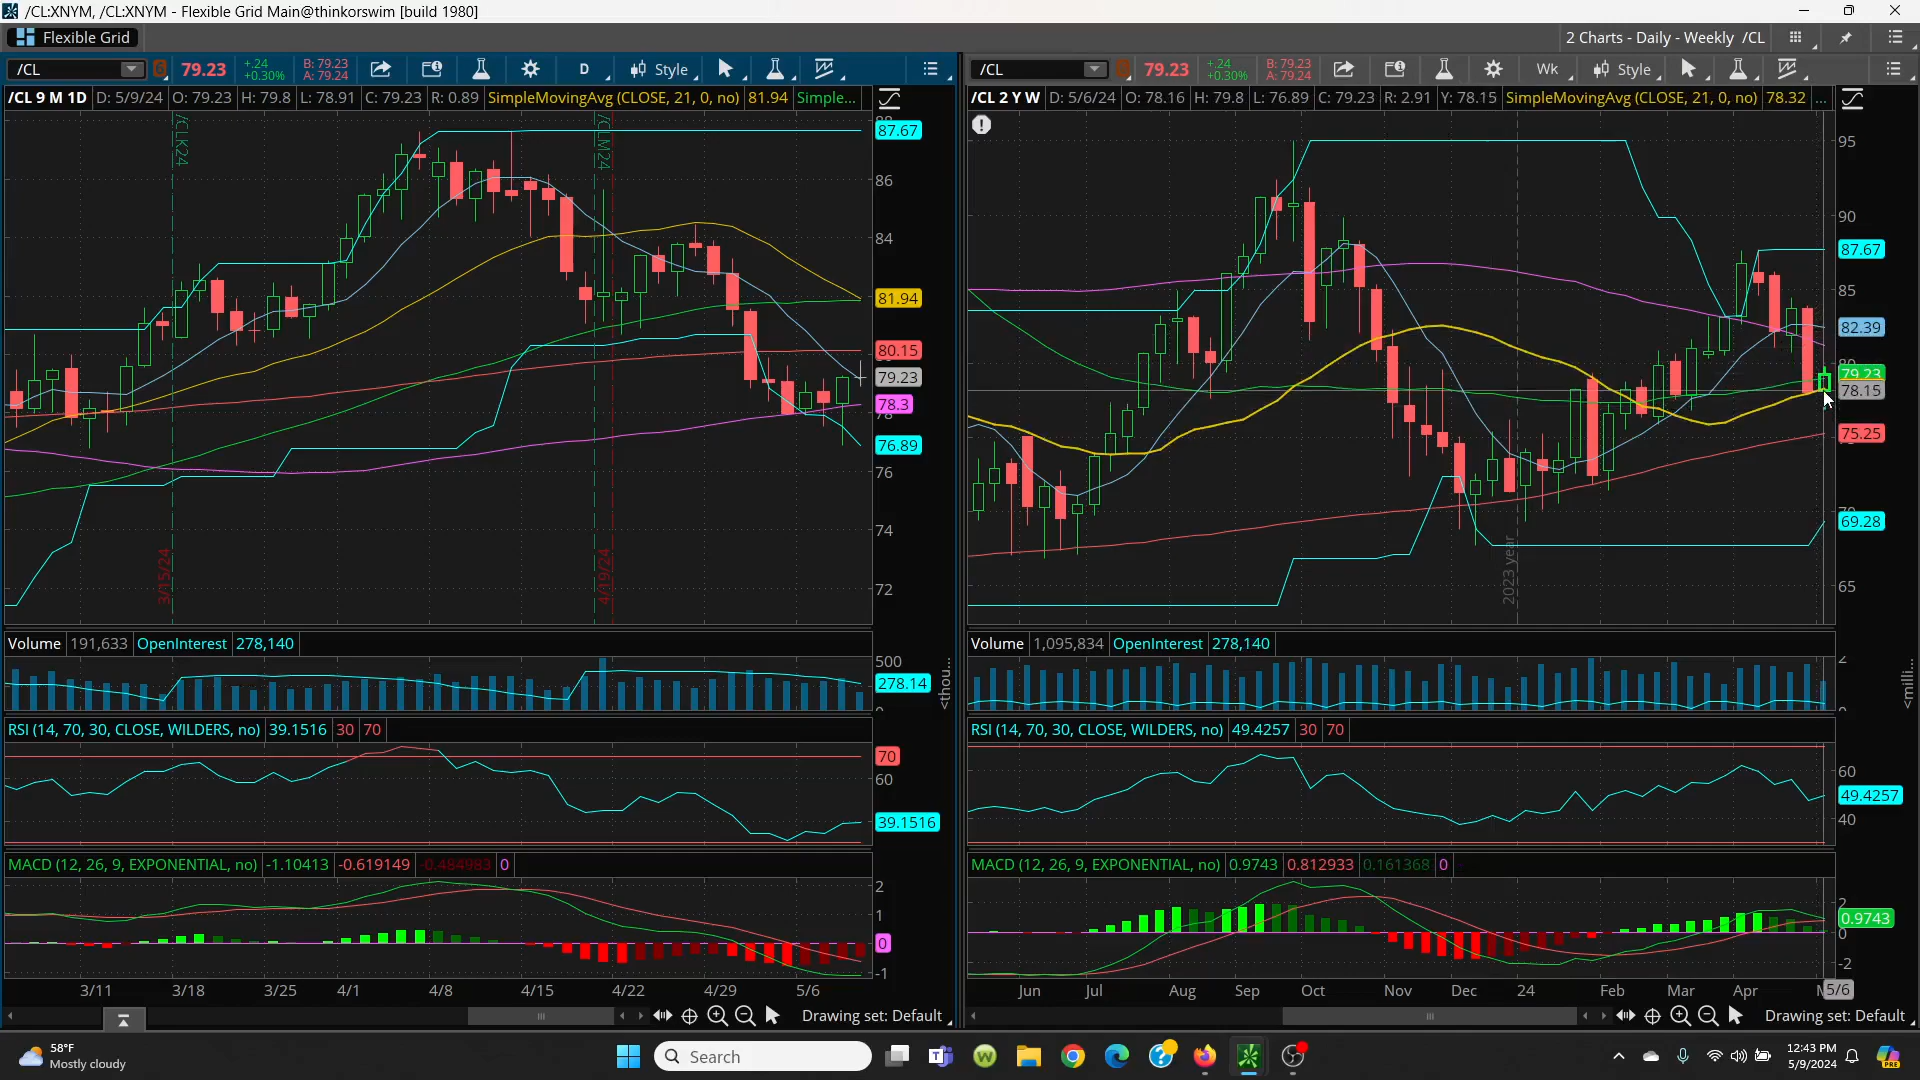 /CL:XNYM, /CL:XNYM - Flexible Grid Main@thinkorswim [build 1980]
Flexible Grid
2 Charts - Daily - Weekly /CL
/CL
79.23
+.24
+0.30%
B: 79.23
A: 79.24
D
Style
/CL
79.23
+.24
+0.30%
B: 79.23
A: 79.24
Wk
Style
/CL 9 M 1D D: 5/9/24 O: 79.23 H: 79.8 L: 78.91 C: 79.23 R: 0.89 SimpleMovingAvg (CLOSE, 21, 0, no) 81.94 Simple...
/CL 2 Y W D: 5/6/24 O: 78.16 H: 79.8 L: 76.89 C: 79.23 R: 2.91 Y: 78.15 SimpleMovingAvg (CLOSE, 21, 0, no) 78.32 ...
/CLK24
/CLM24
3/15/24
4/19/24
87.67
86
84
81.94
80.15
79.23
78.3
76.89
76
74
72
2023 year
95
90
87.67
85
82.39
79.23
78.15
75.25
69.28
65
Volume 191,633 OpenInterest 278,140
500
278.14
<thou...
Volume 1,095,834 OpenInterest 278,140
<milli...
RSI (14, 70, 30, CLOSE, WILDERS, no) 39.1516 30 70
70
60
39.1516
RSI (14, 70, 30, CLOSE, WILDERS, no) 49.4257 30 70
60
49.4257
40
MACD (12, 26, 9, EXPONENTIAL, no) -1.10413 -0.619149 -0.484983 0
2
1
0
-1
MACD (12, 26, 9, EXPONENTIAL, no) 0.9743 0.812933 0.161368 0
2
0.9743
0
-2
3/11 3/18 3/25 4/1 4/8 4/15 4/22 4/29 5/6
Jun Jul Aug Sep Oct Nov Dec 24 Feb Mar Apr 5/6
Drawing set: Default
Drawing set: Default
58°F
Mostly cloudy
Search
12:43 PM
5/9/2024